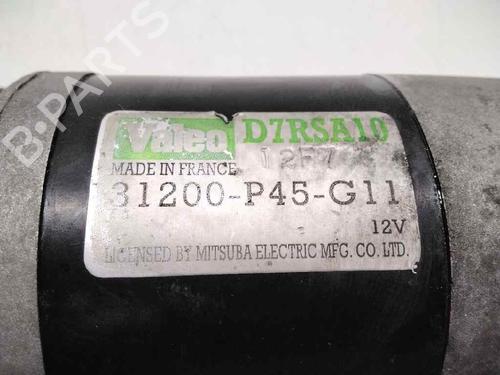 B-PARTS
Valeo D7RSA10
MADE IN FRANCE
31200-P45-G11
12V
LICENSED BY MITSUBA ELECTRIC MFG. CO. LTD.